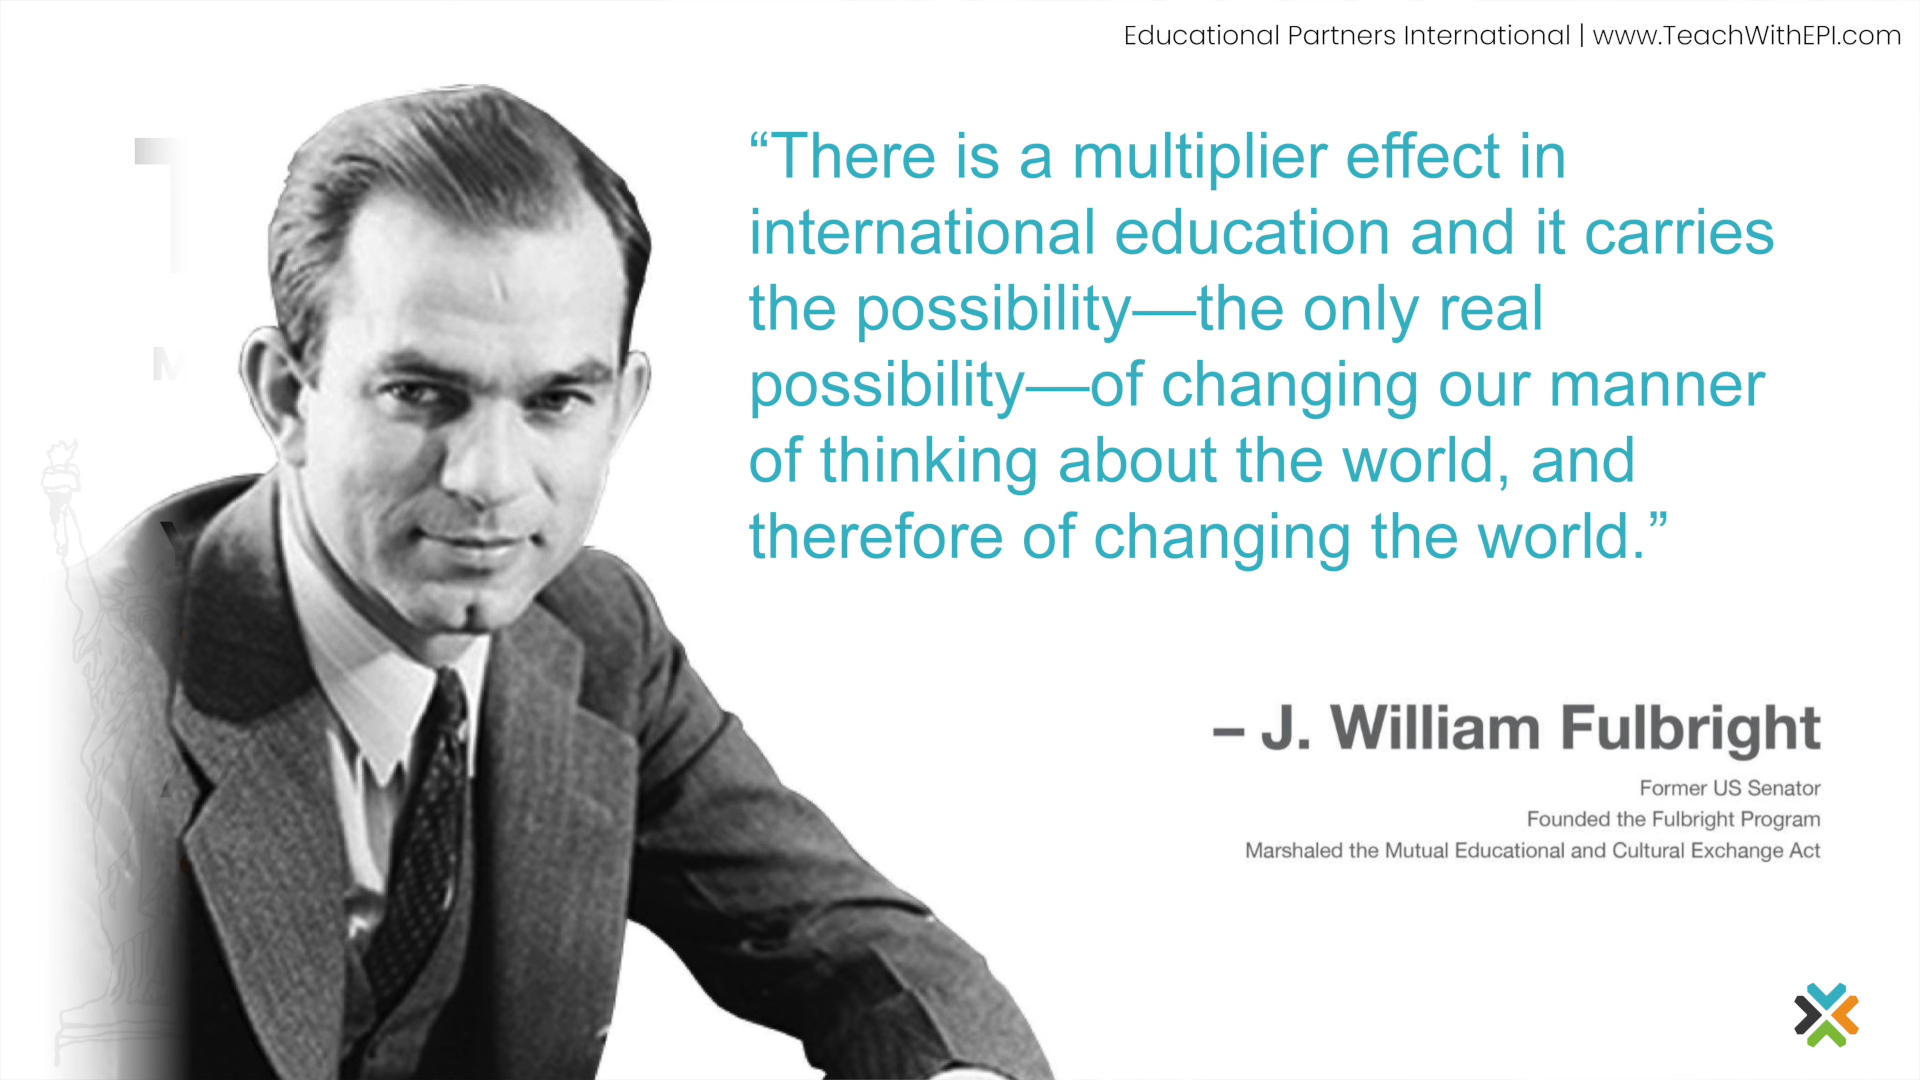 Educational Partners International | www.TeachWithEPI.com
“There is a multiplier effect in
international education and it carries
the possibility—the only real
possibility—of changing our manner
of thinking about the world, and
therefore of changing the world.”
– J. William Fulbright
Former US Senator
Founded the Fulbright Program
Marshaled the Mutual Educational and Cultural Exchange Act